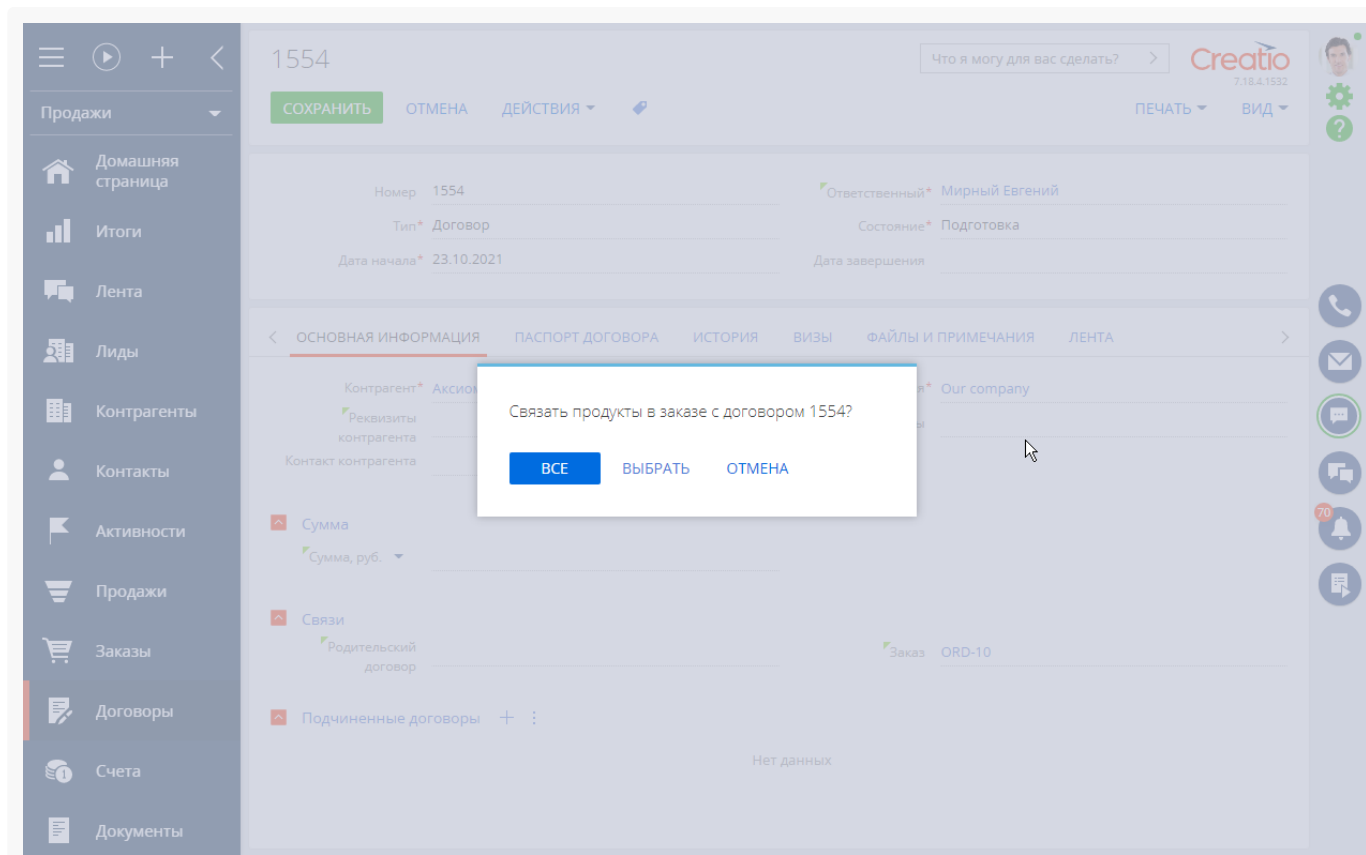 1554
Что я могу для вас сделать?
Creatio
7.18.4.1532
СОХРАНИТЬ ОТМЕНА ДЕЙСТВИЯ ПЕЧАТЬ ВИД
Продажи
Домашняя
страница
Итоги
Лента
Лиды
Контрагенты
Контакты
Активности
Продажи
Заказы
Договоры
Счета
1
Документы
Номер 1554
Ответственный* Мирный Евгений
Тип* Договор
Состояние* Подготовка
Дата начала* 23.10.2021
Дата завершения
ОСНОВНАЯ ИНФОРМАЦИЯ ПАСПОРТ ДОГОВОРА ИСТОРИЯ ВИЗЫ ФАЙЛЫ И ПРИМЕЧАНИЯ ЛЕНТА
Контрагент*
Our company
Реквизиты
контрагента
Контакт контрагента
Связать продукты в заказе с договором 1554?
ВСЕ ВЫБРАТЬ ОТМЕНА
Сумма
Сумма, руб.
Связи
Родительский
договор
Заказ ORD-10
Подчиненные договоры
Нет данных
?
70